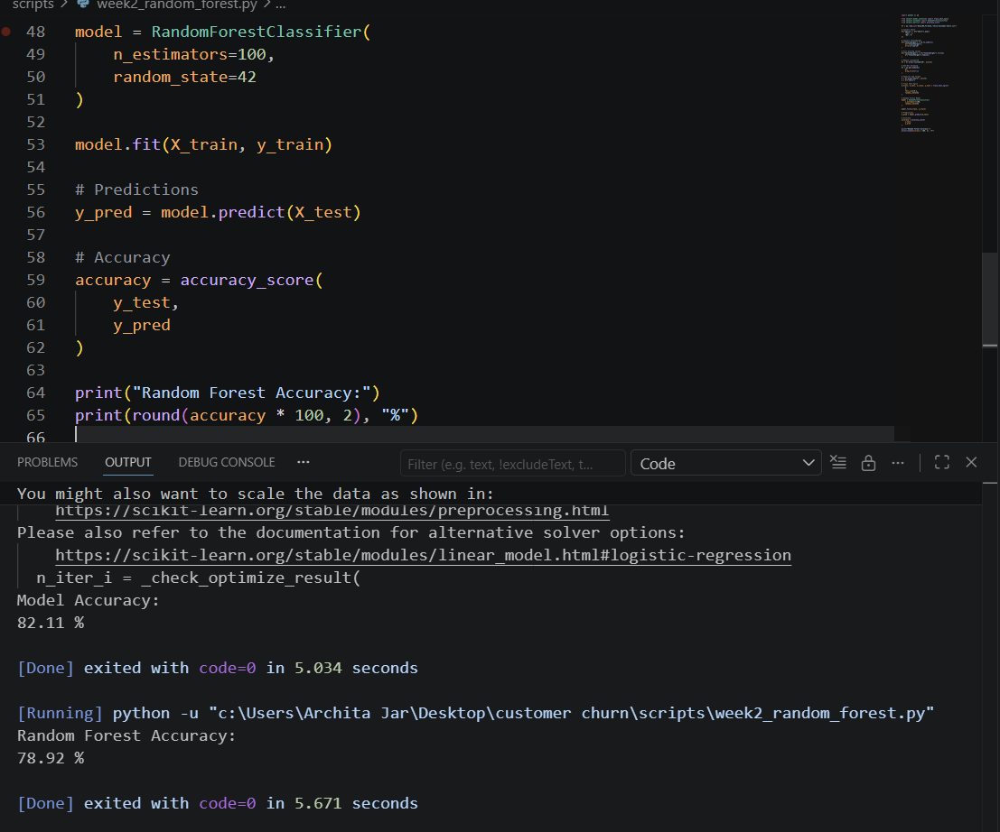 scripts > week2_random_forest.py > ...
48 model = RandomForestClassifier(
49 n_estimators=100,
50 random_state=42
51 )
52
53 model.fit(X_train, y_train)
54
55 # Predictions
56 y_pred = model.predict(X_test)
57
58 # Accuracy
59 accuracy = accuracy_score(
60 y_test,
61 y_pred
62 )
63
64 print("Random Forest Accuracy:")
65 print(round(accuracy * 100, 2), "%")
66
PROBLEMS OUTPUT DEBUG CONSOLE ... Filter (e.g. text, !excludeText, t... Code
You might also want to scale the data as shown in:
https://scikit-learn.org/stable/modules/preprocessing.html
Please also refer to the documentation for alternative solver options:
https://scikit-learn.org/stable/modules/linear_model.html#logistic-regression
n_iter_i = _check_optimize_result(
Model Accuracy:
82.11 %
[Done] exited with code=0 in 5.034 seconds
[Running] python -u "c:\Users\Archita Jar\Desktop\customer churn\scripts\week2_random_forest.py"
Random Forest Accuracy:
78.92 %
[Done] exited with code=0 in 5.671 seconds